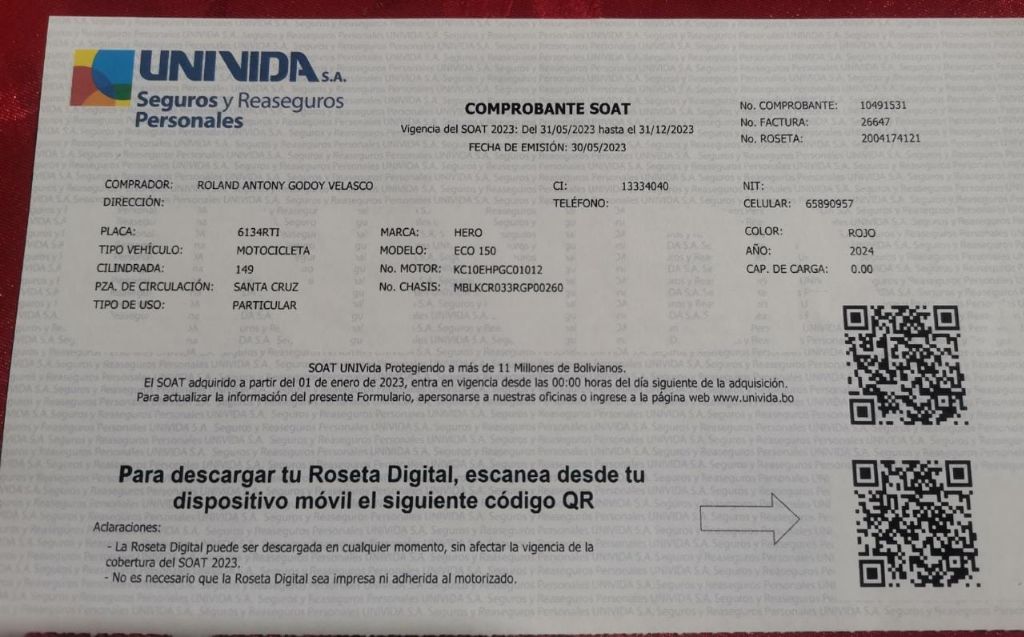 UNIVIDA S.A.
Seguros y Reaseguros
Personales
COMPROBANTE SOAT
Vigencia del SOAT 2023: Del 31/05/2023 hasta el 31/12/2023
FECHA DE EMISIÓN: 30/05/2023
No. COMPROBANTE: 10491531
No. FACTURA: 26647
No. ROSETA: 2004174121
COMPRADOR: ROLAND ANTONY GODOY VELASCO CI: 13334040 NIT:
DIRECCIÓN: TELÉFONO: CELULAR: 65890957
PLACA: 6134RTI MARCA: HERO COLOR: ROJO
TIPO VEHÍCULO: MOTOCICLETA MODELO: ECO 150 AÑO: 2024
CILINDRADA: 149 No. MOTOR: KC10EHPGC01012 CAP. DE CARGA: 0.00
PZA. DE CIRCULACIÓN: SANTA CRUZ No. CHASIS: MBLKCR033RGP00260
TIPO DE USO: PARTICULAR
SOAT UNIVida Protegiendo a más de 11 Millones de Bolivianos.
El SOAT adquirido a partir del 01 de enero de 2023, entra en vigencia desde las 00:00 horas del día siguiente de la adquisición.
Para actualizar la información del presente Formulario, apersonarse a nuestras oficinas o ingrese a la página web www.univida.bo
Para descargar tu Roseta Digital, escanea desde tu
dispositivo móvil el siguiente código QR
Aclaraciones:
- La Roseta Digital puede ser descargada en cualquier momento, sin afectar la vigencia de la
cobertura del SOAT 2023.
- No es necesario que la Roseta Digital sea impresa ni adherida al motorizado.